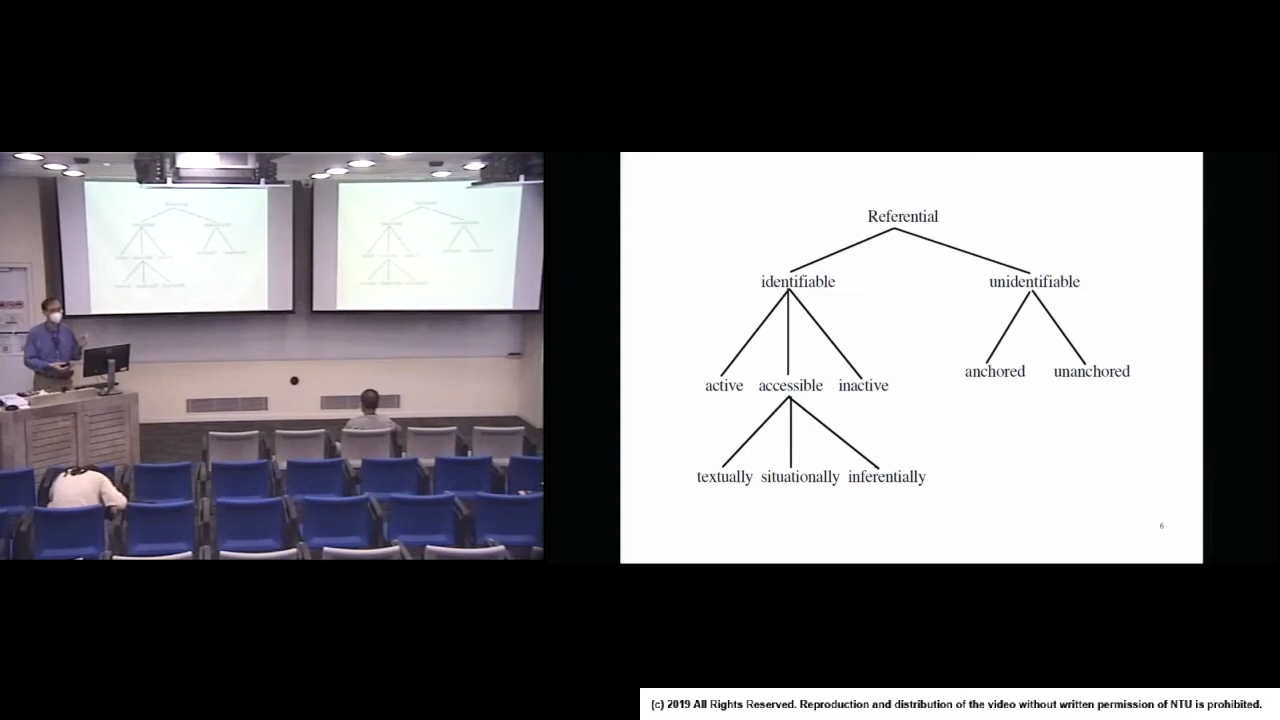 Referential
identifiable unidentifiable
anchored unanchored
active accessible inactive
textually situationally inferentially
6
(c) 2019 All Rights Reserved. Reproduction and distribution of the video without written permission of NTU is prohibited.